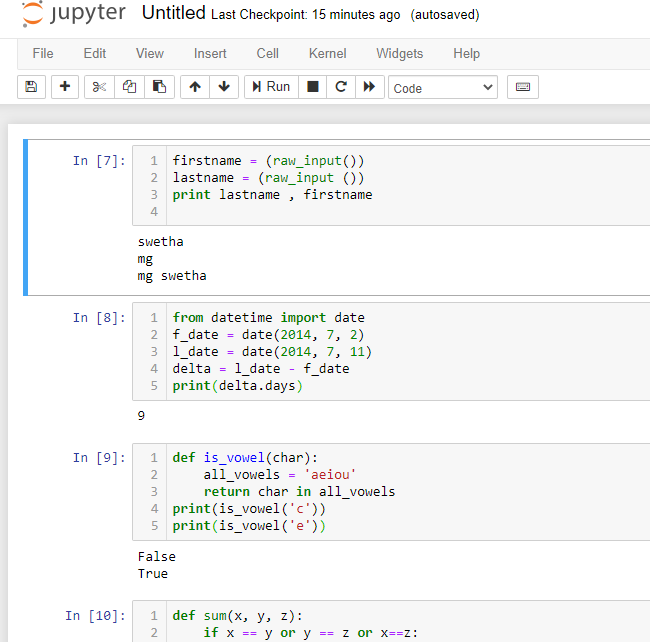 jupyter Untitled Last Checkpoint: 15 minutes ago (autosaved)
File Edit View Insert Cell Kernel Widgets Help
Run Code
In [7]:
1 firstname = (raw_input())
2 lastname = (raw_input ())
3 print lastname , firstname
4
swetha
mg
mg swetha
In [8]:
1 from datetime import date
2 f_date = date(2014, 7, 2)
3 l_date = date(2014, 7, 11)
4 delta = l_date - f_date
5 print(delta.days)
9
In [9]:
1 def is_vowel(char):
2     all_vowels = 'aeiou'
3     return char in all_vowels
4 print(is_vowel('c'))
5 print(is_vowel('e'))
False
True
In [10]:
1 def sum(x, y, z):
2     if x == y or y == z or x==z: